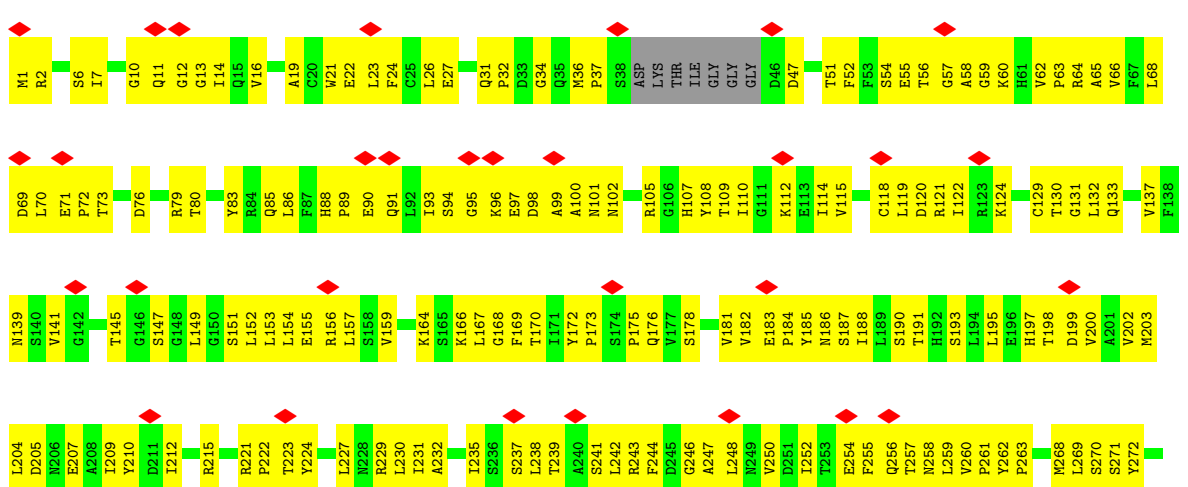 M1 R2 S6 I7 G10 Q11 G12 G13 I14 Q15 V16 A19 C20 W21 E22 L23 F24 C25 L26 E27 Q31 P32 D33 G34 Q35 M36 P37 S38 ASP LYS THR ILE GLY GLY GLY D46 D47 T51 F52 F53 S54 E55 T56 G57 A58 G59 K60 H61 V62 P63 R64 A65 V66 F67 L68
D69 L70 E71 P72 T73 D76 R79 T80 Y83 R84 Q85 L86 F87 H88 P89 E90 Q91 L92 I93 S94 G95 K96 E97 D98 A99 A100 N101 N102 R105 G106 H107 Y108 T109 I110 G111 K112 E113 I114 V115 C118 L119 D120 R121 I122 R123 K124 C129 T130 G131 L132 Q133 V137 F138
N139 S140 V141 G142 T145 G146 S147 G148 L149 G150 S151 L152 L153 L154 E155 R156 L157 S158 V159 K164 S165 K166 L167 G168 F169 T170 I171 Y172 P173 S174 P175 Q176 V177 S178 V181 V182 E183 P184 Y185 N186 S187 I188 L189 S190 T191 H192 S193 L194 L195 E196 H197 T198 D199 V200 A201 V202 M203
L204 D205 N206 E207 A208 I209 Y210 D211 I212 R215 R221 P222 T223 Y224 L227 N228 R229 L230 I231 A232 I235 S236 S237 L238 T239 A240 S241 L242 R243 F244 D245 G246 A247 L248 N249 V250 D251 I252 T253 E254 F255 Q256 T257 N258 L259 V260 P261 Y262 P263 M268 L269 S270 S271 Y272